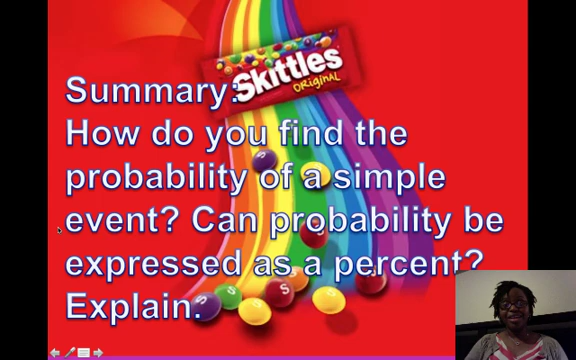 Skittles
ORIGINAL
Summary:
How do you find the
probability of a simple
event? Can probability be
expressed as a percent?
Explain.
S
S